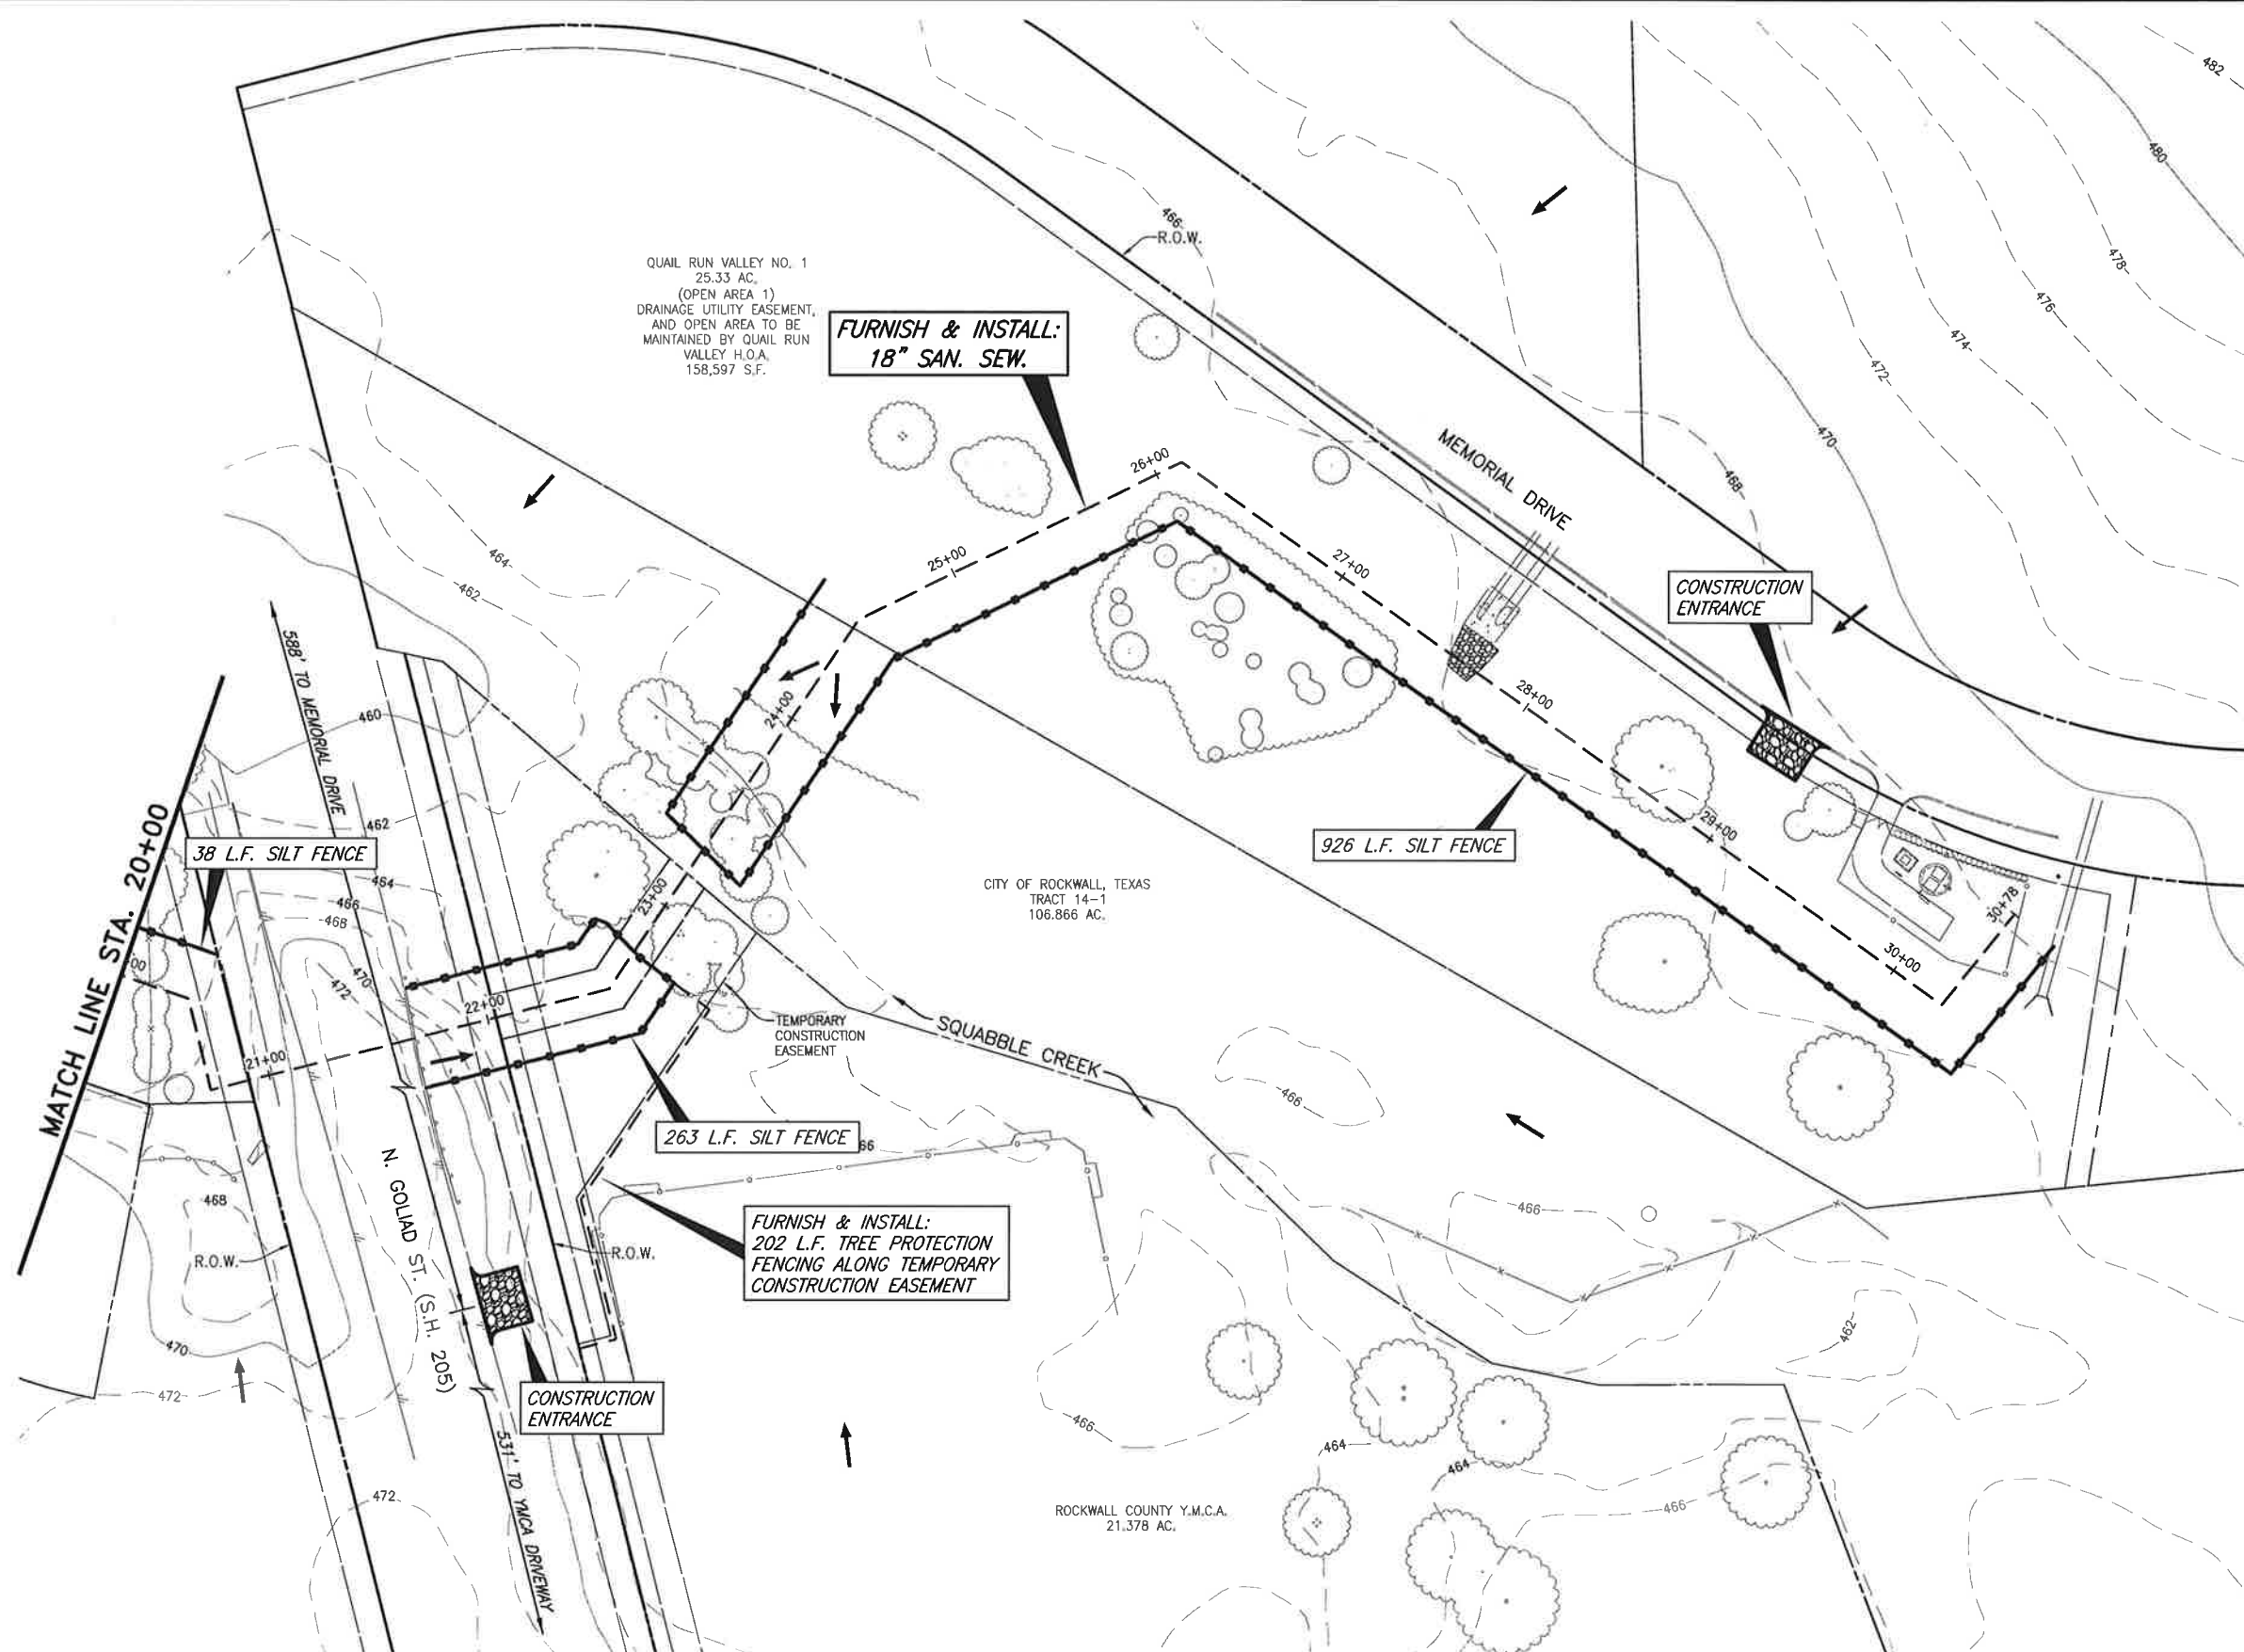 482
480
478
476
474
472
470
468
466
R.O.W.
QUAIL RUN VALLEY NO. 1
25.33 AC.
(OPEN AREA 1)
DRAINAGE UTILITY EASEMENT,
AND OPEN AREA TO BE
MAINTAINED BY QUAIL RUN
VALLEY H.O.A.
158,597 S.F.
FURNISH & INSTALL:
18" SAN. SEW.
MEMORIAL DRIVE
26+00
25+00
27+00
28+00
29+00
30+00
30+78
24+00
23+00
22+00
21+00
CONSTRUCTION
ENTRANCE
464
462
460
462
464
466
468
470
472
588' TO MEMORIAL DRIVE
MATCH LINE STA. 20+00
38 L.F. SILT FENCE
00
926 L.F. SILT FENCE
CITY OF ROCKWALL, TEXAS
TRACT 14-1
106.866 AC.
TEMPORARY
CONSTRUCTION
EASEMENT
SQUABBLE CREEK
466
263 L.F. SILT FENCE
66
N. GOLIAD ST. (S.H. 205)
468
R.O.W.
R.O.W.
FURNISH & INSTALL:
202 L.F. TREE PROTECTION
FENCING ALONG TEMPORARY
CONSTRUCTION EASEMENT
466
462
470
472
CONSTRUCTION
ENTRANCE
531' TO YMCA DRIVEWAY
472
466
464
464
466
ROCKWALL COUNTY Y.M.C.A.
21.378 AC.